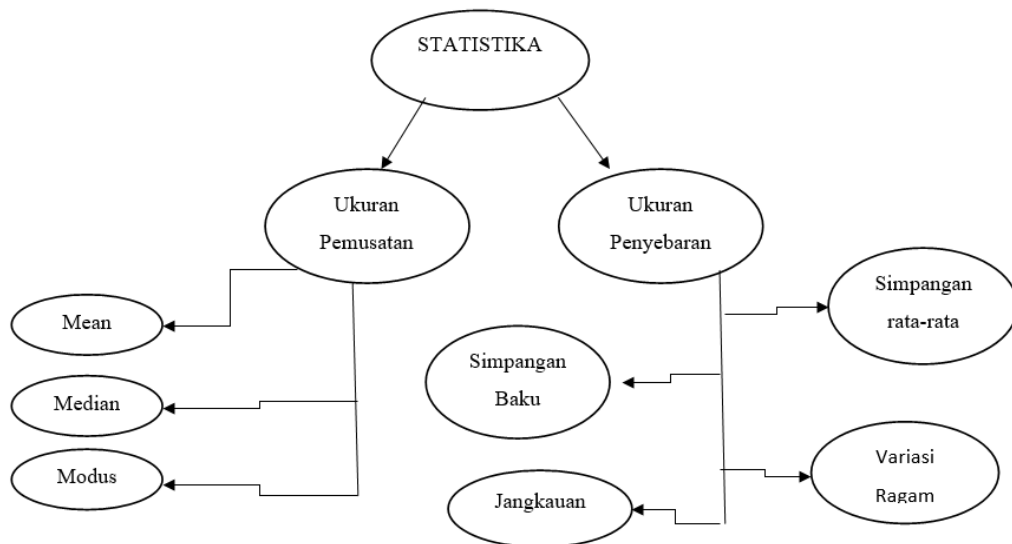 STATISTIKA
Ukuran
Pemusatan
Ukuran
Penyebaran
Mean
Median
Modus
Simpangan
Baku
Jangkauan
Simpangan
rata-rata
Variasi
Ragam